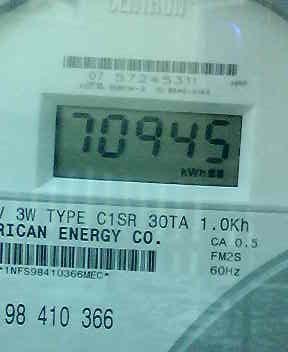 CENTRON
07 57245311
70945
kWh
V 3W TYPE C1SR 30TA 1.0Kh
RICAN ENERGY CO.
CA 0.5
FM2S
*1NFS98410366MEC*
60Hz
98 410 366